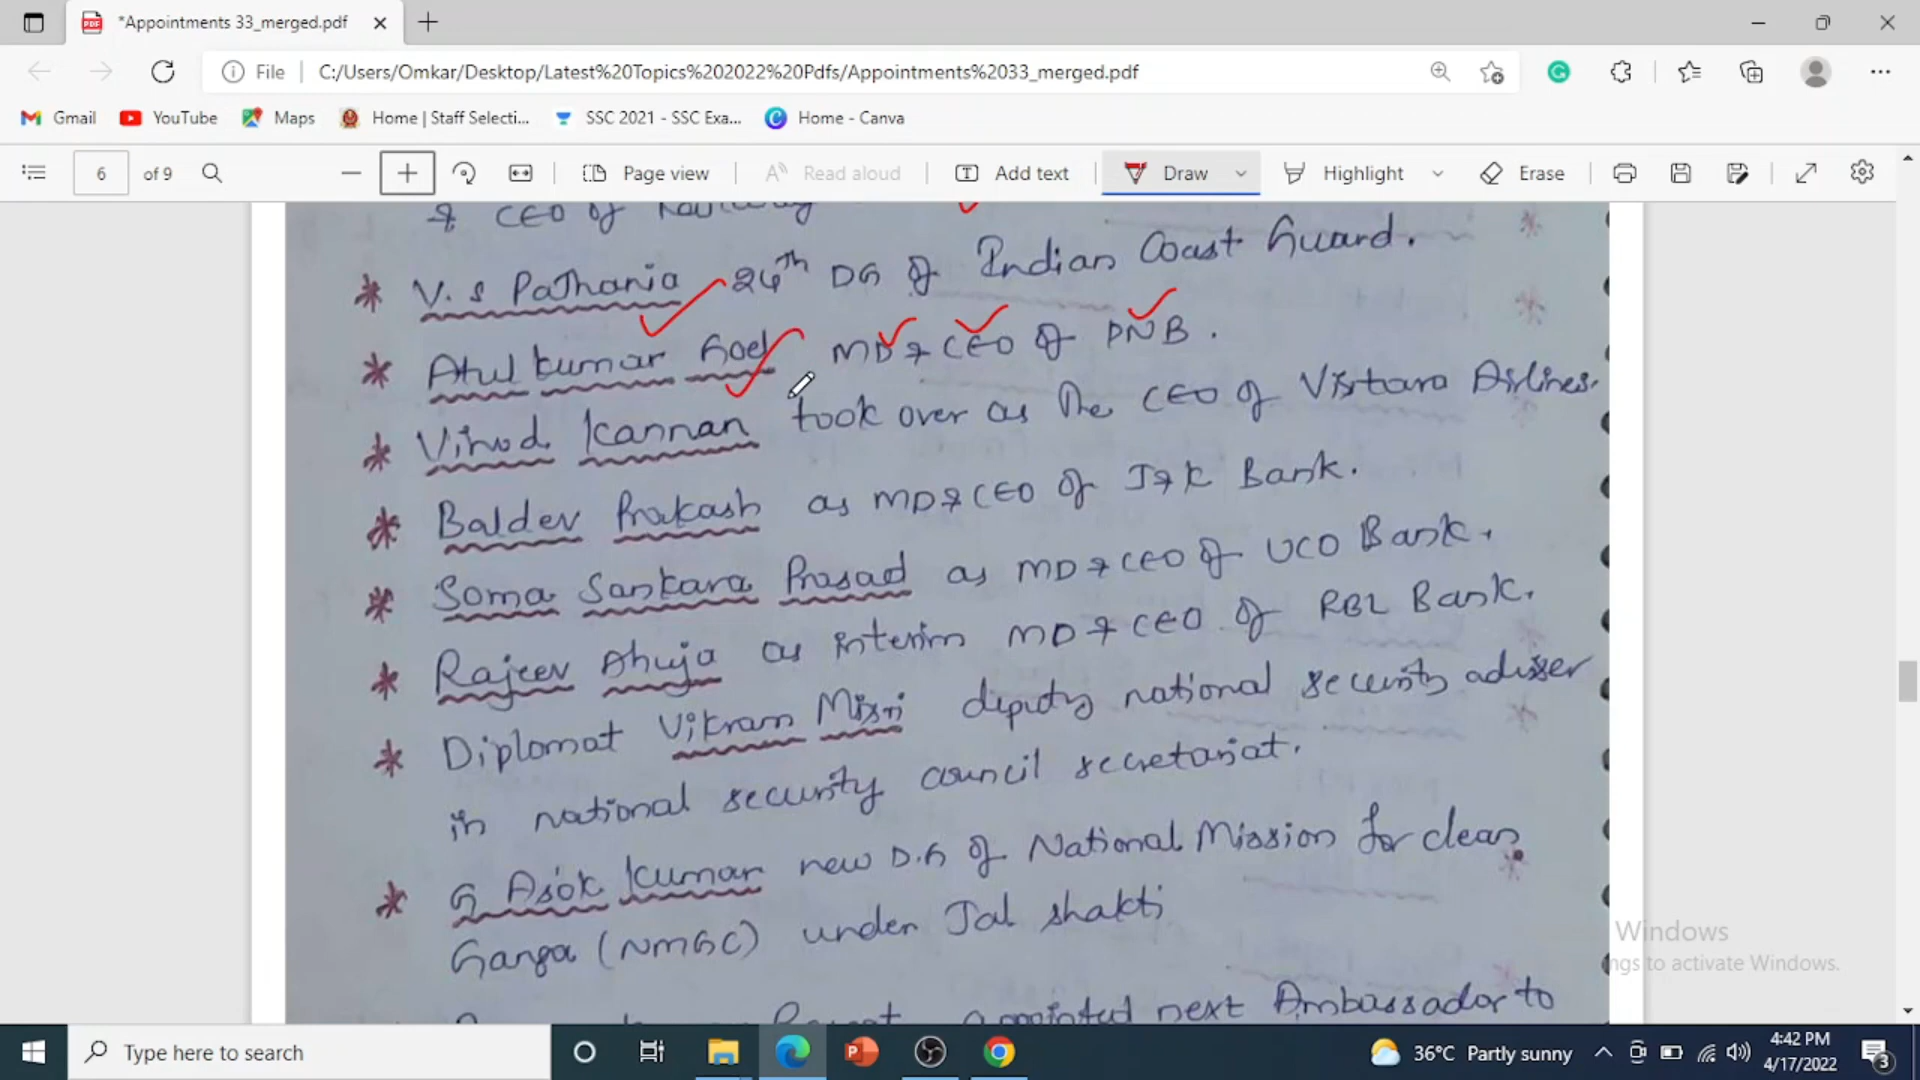 *Appointments 33_merged.pdf
File C:/Users/Omkar/Desktop/Latest%20Topics%202022%20Pdfs/Appointments%2033_merged.pdf
Gmail YouTube Maps Home | Staff Selecti... SSC 2021 - SSC Exa... Home - Canva
6 of 9 Page view Read aloud Add text Draw Highlight Erase
& CEO of Railway
* V. S Pathania 24th DG of Indian Coast Guard.
* Atul kumar Goel MD & CEO of PNB.
* Vinod Kannan took over as the CEO of Vistara Airlines.
* Baldev Prakash as MD & CEO of J & K Bank.
* Soma Sankara Prasad as MD & CEO of UCO Bank.
* Rajeev Ahuja as interim MD & CEO of RBL Bank.
* Diplomat Vikram Misri deputy national security adviser
in national security council secretariat.
* G Asok Kumar new D.G of National Mission for clean
Ganga (NMGC) under Jal shakti
appointed next Ambassador to
Windows
ngs to activate Windows.
Type here to search 36°C Partly sunny 4:42 PM
4/17/2022 3